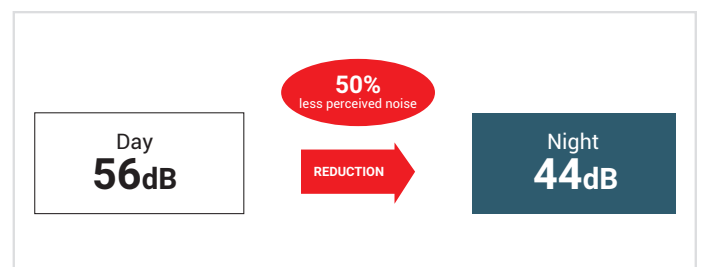 50%
less perceived noise
Day
56dB
REDUCTION
Night
44dB